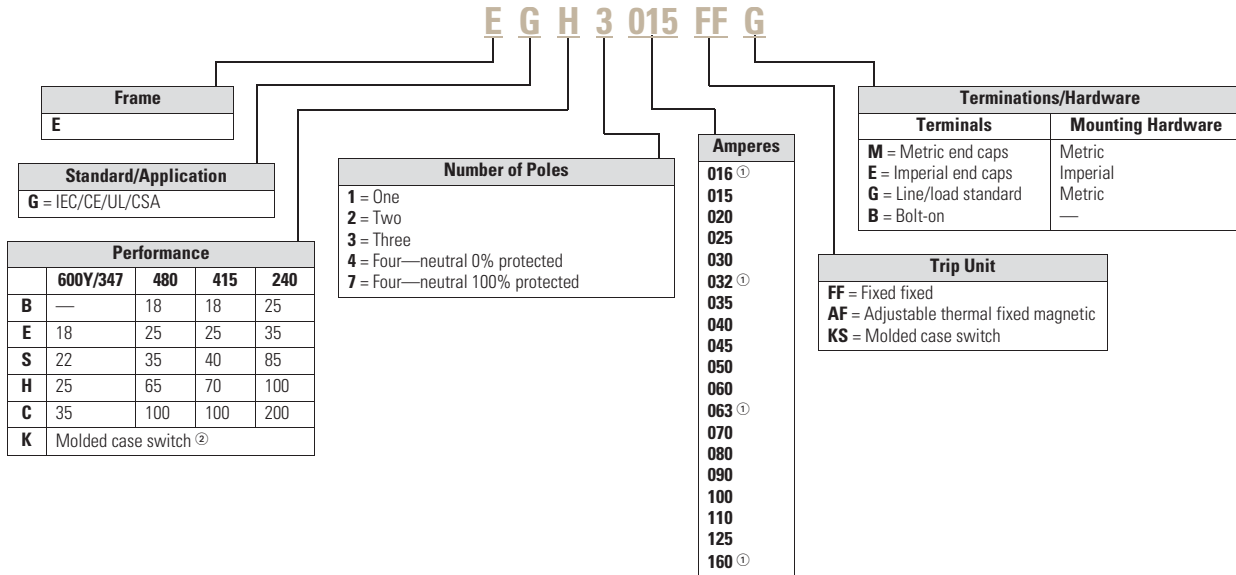 E G H 3 015 FF G
Frame
E
Standard/Application
G = IEC/CE/UL/CSA
Performance
600Y/347 480 415 240
B — 18 18 25
E 18 25 25 35
S 22 35 40 85
H 25 65 70 100
C 35 100 100 200
K Molded case switch ②
Number of Poles
1 = One
2 = Two
3 = Three
4 = Four—neutral 0% protected
7 = Four—neutral 100% protected
Amperes
016 ①
015
020
025
030
032 ①
035
040
045
050
060
063 ①
070
080
090
100
110
125
160 ①
Trip Unit
FF = Fixed fixed
AF = Adjustable thermal fixed magnetic
KS = Molded case switch
Terminations/Hardware
Terminals Mounting Hardware
M = Metric end caps Metric
E = Imperial end caps Imperial
G = Line/load standard Metric
B = Bolt-on —